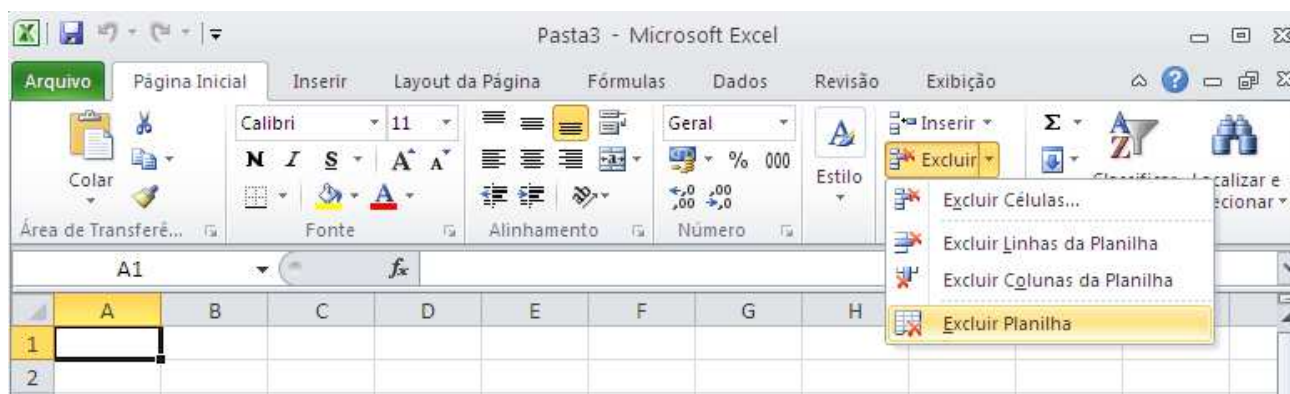 Pasta3 - Microsoft Excel
Arquivo Página Inicial Inserir Layout da Página Fórmulas Dados Revisão Exibição
Calibri 11 Geral Inserir Σ
N I S A A % 000 Excluir
Colar Estilo
Área de Transferê... Fonte Alinhamento Número
Excluir Células...
Excluir Linhas da Planilha
Excluir Colunas da Planilha
Excluir Planilha
A1 fx
A B C D E F G H
1
2